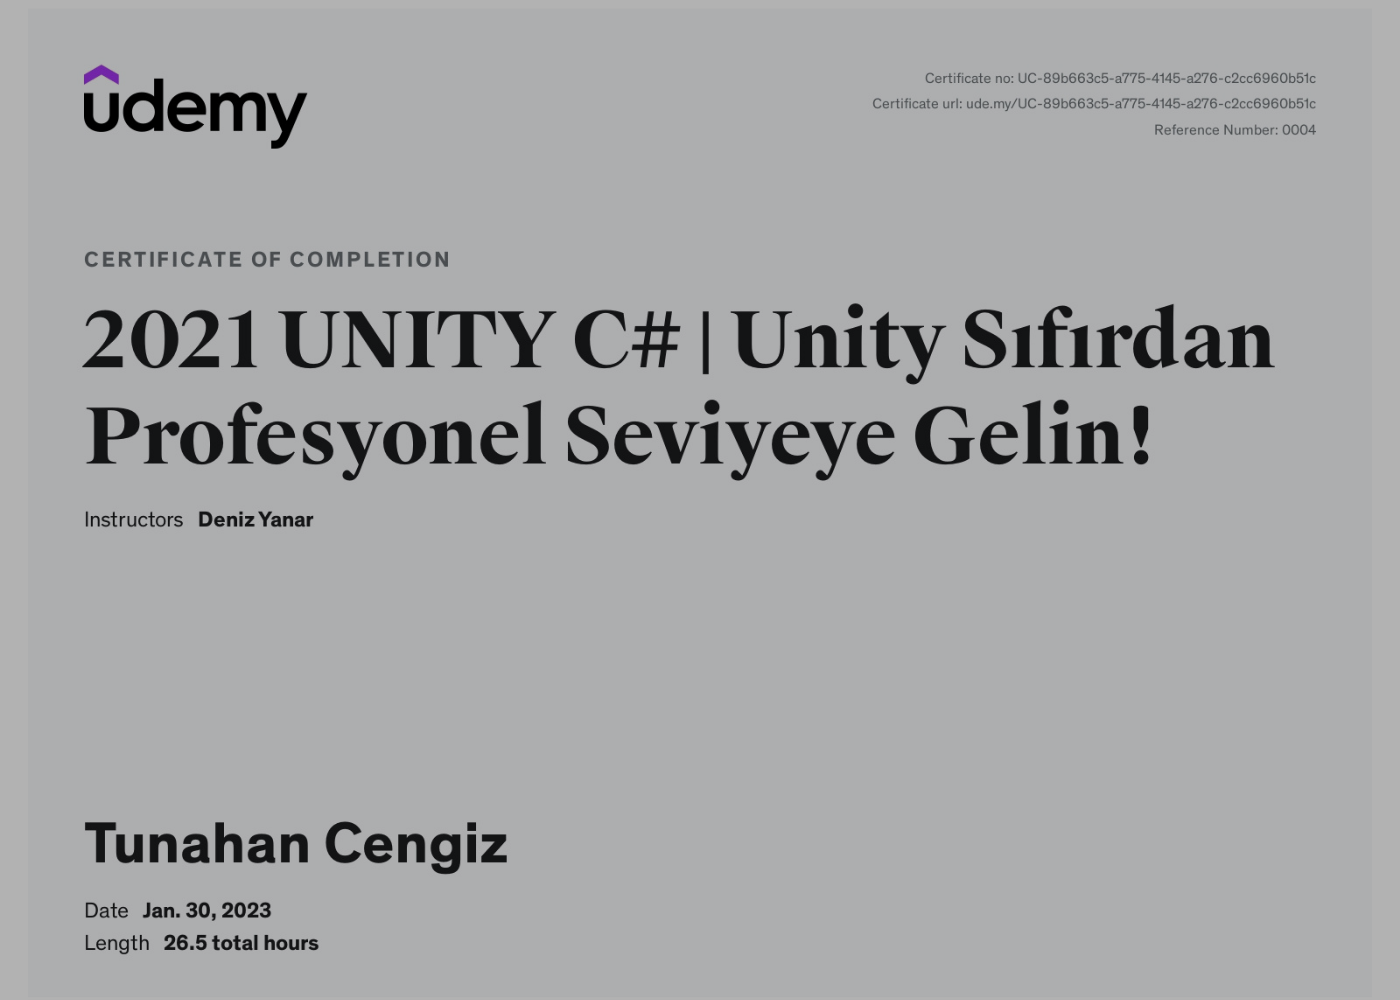 udemy
Certificate no: UC-89b663c5-a775-4145-a276-c2cc6960b51c
Certificate url: ude.my/UC-89b663c5-a775-4145-a276-c2cc6960b51c
Reference Number: 0004
CERTIFICATE OF COMPLETION
2021 UNITY C# | Unity Sıfırdan
Profesyonel Seviyeye Gelin!
Instructors Deniz Yanar
Tunahan Cengiz
Date Jan. 30, 2023
Length 26.5 total hours